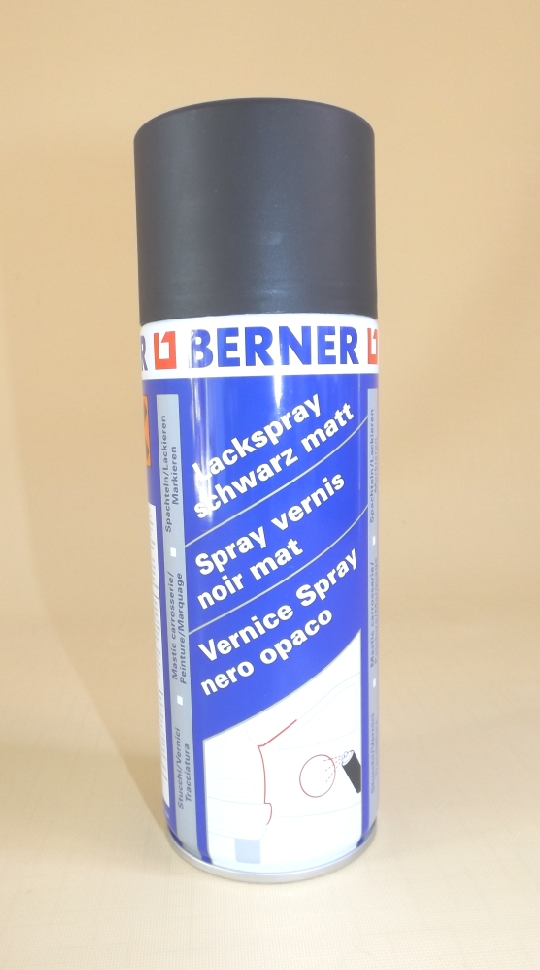 BERNER
Lackspray
schwarz matt
Spray vernis
noir mat
Vernice Spray
nero opaco
Spachteln/Lackieren
Markieren
Mastic carrosserie/
Peinture/Marquage
Stucchi/Vernici
Tracciatura